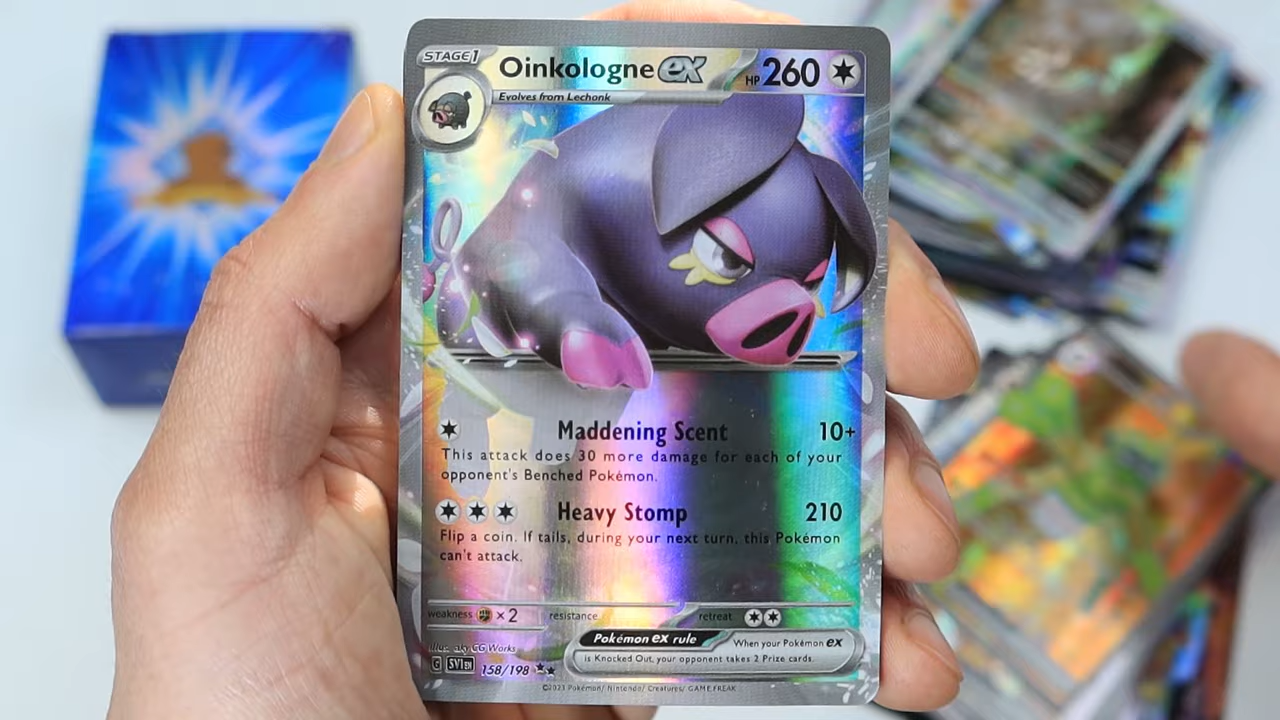 STAGE1 Oinkologne ex HP 260
Evolves from Lechonk
Maddening Scent 10+
This attack does 30 more damage for each of your
opponent's Benched Pokémon.
Heavy Stomp 210
Flip a coin. If tails, during your next turn, this Pokémon
can't attack.
weakness ×2 resistance retreat
Pokémon ex rule When your Pokémon ex
is Knocked Out, your opponent takes 2 Prize cards.
Illus. aky CG Works
G SVI EN 158/198
©2023 Pokémon/ Nintendo/ Creatures/ GAME FREAK